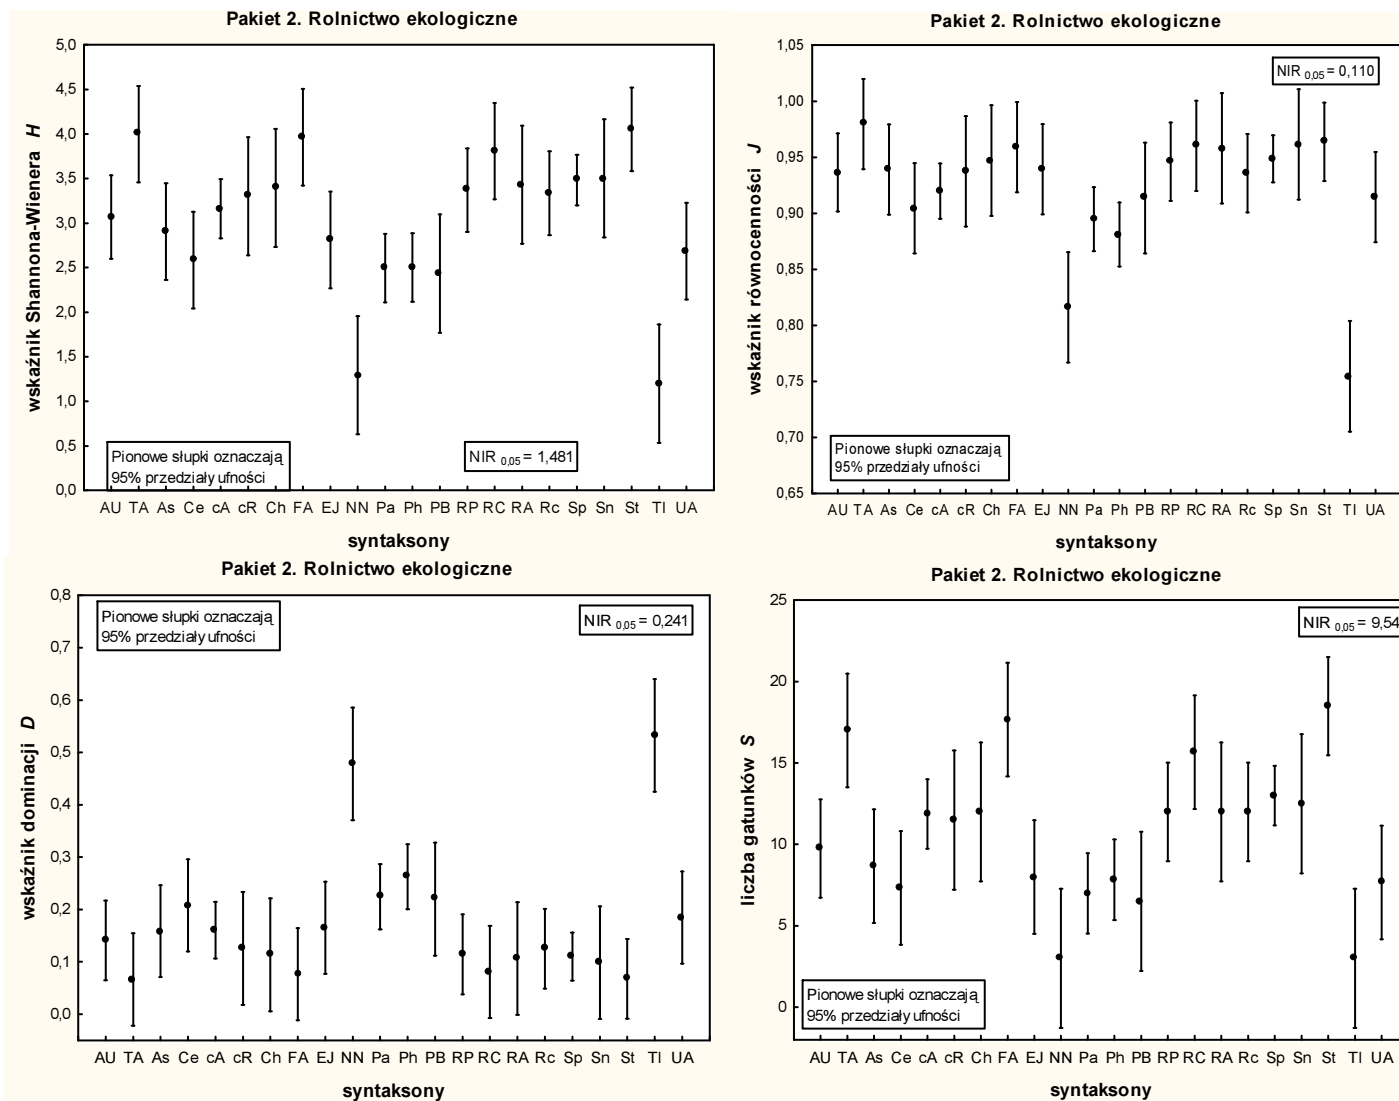 Pakiet 2. Rolnictwo ekologiczne
5,0
4,5
4,0
3,5
3,0
2,5
2,0
1,5
1,0
0,5
0,0
wskaźnik Shannona-Wienera H
Pionowe słupki oznaczają
95% przedziały ufności
NIR 0,05 = 1,481
AU TA As Ce cA cR Ch FA EJ NN Pa Ph PB RP RC RA Rc Sp Sn St Tl UA
syntaksony
Pakiet 2. Rolnictwo ekologiczne
1,05
1,00
0,95
0,90
0,85
0,80
0,75
0,70
0,65
wskaźnik równocenności J
NIR 0,05 = 0,110
Pionowe słupki oznaczają
95% przedziały ufności
AU TA As Ce cA cR Ch FA EJ NN Pa Ph PB RP RC RA Rc Sp Sn St Tl UA
syntaksony
Pakiet 2. Rolnictwo ekologiczne
0,8
0,7
0,6
0,5
0,4
0,3
0,2
0,1
0,0
wskaźnik dominacji D
Pionowe słupki oznaczają
95% przedziały ufności
NIR 0,05 = 0,241
AU TA As Ce cA cR Ch FA EJ NN Pa Ph PB RP RC RA Rc Sp Sn St Tl UA
syntaksony
Pakiet 2. Rolnictwo ekologiczne
25
20
15
10
5
0
liczba gatunków S
NIR 0,05 = 9,54
Pionowe słupki oznaczają
95% przedziały ufności
AU TA As Ce cA cR Ch FA EJ NN Pa Ph PB RP RC RA Rc Sp Sn St Tl UA
syntaksony